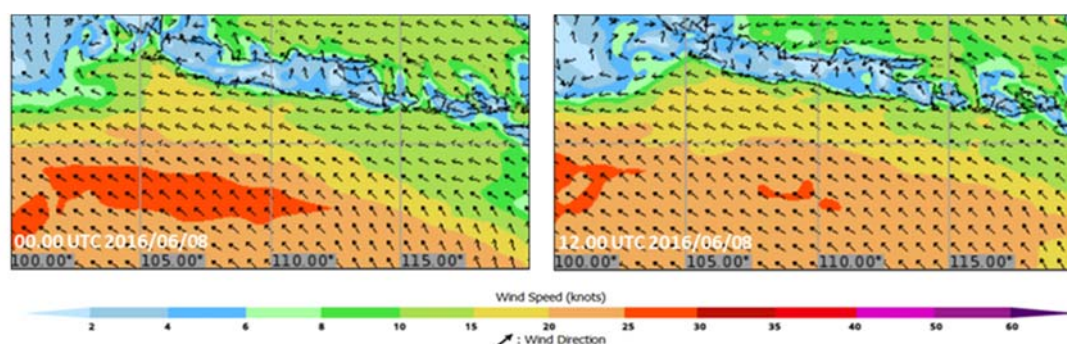 00.00 UTC 2016/06/08
100.00° 105.00° 110.00° 115.00°
12.00 UTC 2016/06/08
100.00° 105.00° 110.00° 115.00°
Wind Speed (knots)
2 4 6 8 10 15 20 25 30 35 40 50 60
: Wind Direction